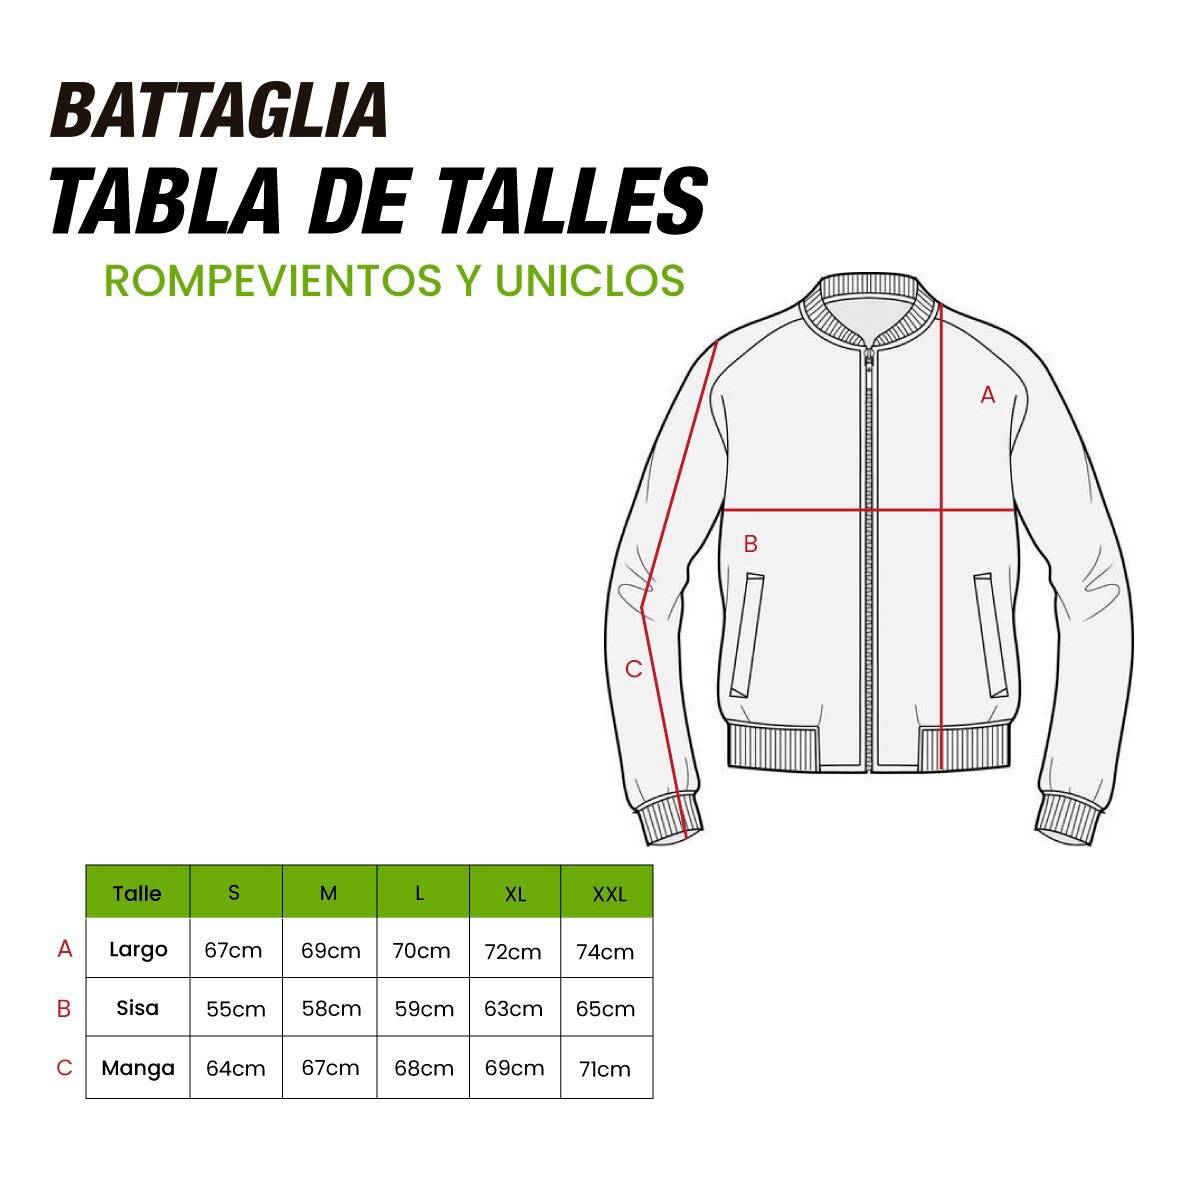 BATTAGLIA
TABLA DE TALLES
ROMPEVIENTOS Y UNICLOS
A
B
C
Talle S M L XL XXL
A Largo 67cm 69cm 70cm 72cm 74cm
B Sisa 55cm 58cm 59cm 63cm 65cm
C Manga 64cm 67cm 68cm 69cm 71cm